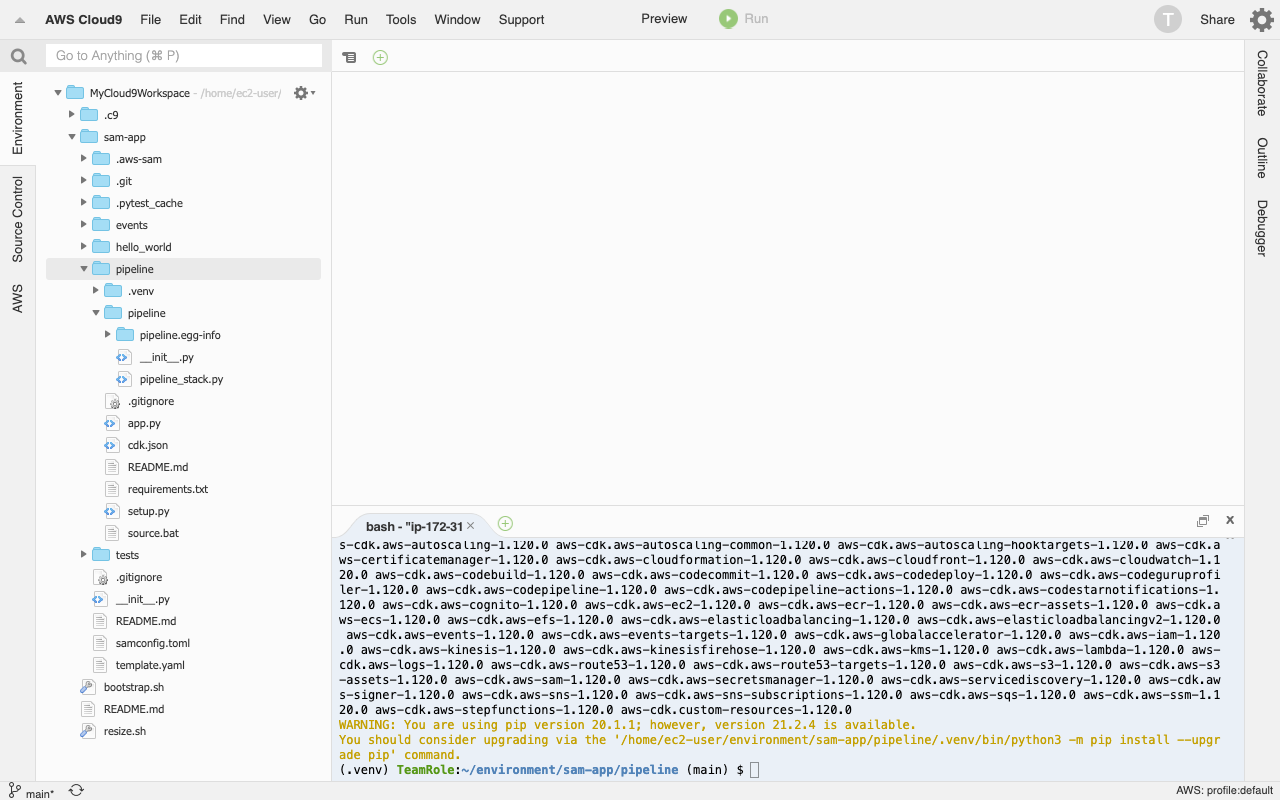 AWS Cloud9 File Edit Find View Go Run Tools Window Support Preview Run T Share
Go to Anything (⌘ P)
Environment
Source Control
AWS
MyCloud9Workspace - /home/ec2-user/
.c9
sam-app
.aws-sam
.git
.pytest_cache
events
hello_world
pipeline
.venv
pipeline
pipeline.egg-info
__init__.py
pipeline_stack.py
.gitignore
app.py
cdk.json
README.md
requirements.txt
setup.py
source.bat
tests
.gitignore
__init__.py
README.md
samconfig.toml
template.yaml
bootstrap.sh
README.md
resize.sh
bash - "ip-172-31
s-cdk.aws-autoscaling-1.120.0 aws-cdk.aws-autoscaling-common-1.120.0 aws-cdk.aws-autoscaling-hooktargets-1.120.0 aws-cdk.a
ws-certificatemanager-1.120.0 aws-cdk.aws-cloudformation-1.120.0 aws-cdk.aws-cloudfront-1.120.0 aws-cdk.aws-cloudwatch-1.1
20.0 aws-cdk.aws-codebuild-1.120.0 aws-cdk.aws-codecommit-1.120.0 aws-cdk.aws-codedeploy-1.120.0 aws-cdk.aws-codeguruprofi
ler-1.120.0 aws-cdk.aws-codepipeline-1.120.0 aws-cdk.aws-codepipeline-actions-1.120.0 aws-cdk.aws-codestarnotifications-1.
120.0 aws-cdk.aws-cognito-1.120.0 aws-cdk.aws-ec2-1.120.0 aws-cdk.aws-ecr-1.120.0 aws-cdk.aws-ecr-assets-1.120.0 aws-cdk.a
ws-ecs-1.120.0 aws-cdk.aws-efs-1.120.0 aws-cdk.aws-elasticloadbalancing-1.120.0 aws-cdk.aws-elasticloadbalancingv2-1.120.0
aws-cdk.aws-events-1.120.0 aws-cdk.aws-events-targets-1.120.0 aws-cdk.aws-globalaccelerator-1.120.0 aws-cdk.aws-iam-1.120
.0 aws-cdk.aws-kinesis-1.120.0 aws-cdk.aws-kinesisfirehose-1.120.0 aws-cdk.aws-kms-1.120.0 aws-cdk.aws-lambda-1.120.0 aws-
cdk.aws-logs-1.120.0 aws-cdk.aws-route53-1.120.0 aws-cdk.aws-route53-targets-1.120.0 aws-cdk.aws-s3-1.120.0 aws-cdk.aws-s3
-assets-1.120.0 aws-cdk.aws-sam-1.120.0 aws-cdk.aws-secretsmanager-1.120.0 aws-cdk.aws-servicediscovery-1.120.0 aws-cdk.aw
s-signer-1.120.0 aws-cdk.aws-sns-1.120.0 aws-cdk.aws-sns-subscriptions-1.120.0 aws-cdk.aws-sqs-1.120.0 aws-cdk.aws-ssm-1.1
20.0 aws-cdk.aws-stepfunctions-1.120.0 aws-cdk.custom-resources-1.120.0
WARNING: You are using pip version 20.1.1; however, version 21.2.4 is available.
You should consider upgrading via the '/home/ec2-user/environment/sam-app/pipeline/.venv/bin/python3 -m pip install --upgr
ade pip' command.
(.venv) TeamRole:~/environment/sam-app/pipeline (main) $
Collaborate
Outline
Debugger
main*
AWS: profile:default